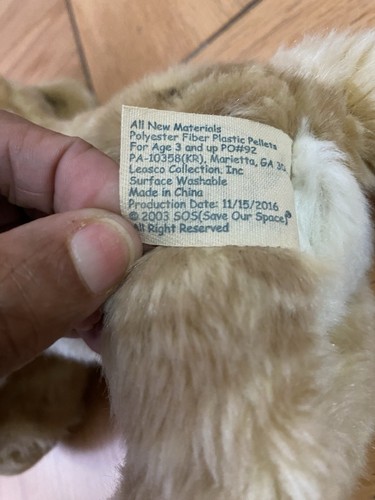 All New Materials
Polyester Fiber Plastic Pellets
For Age 3 and up PO#92
PA-10358(KR), Marietta, GA
Leosco Collection. Inc
Surface Washable
Made in China
Production Date: 11/15/2016
© 2003 SOS(Save Our Space)®
All Right Reserved